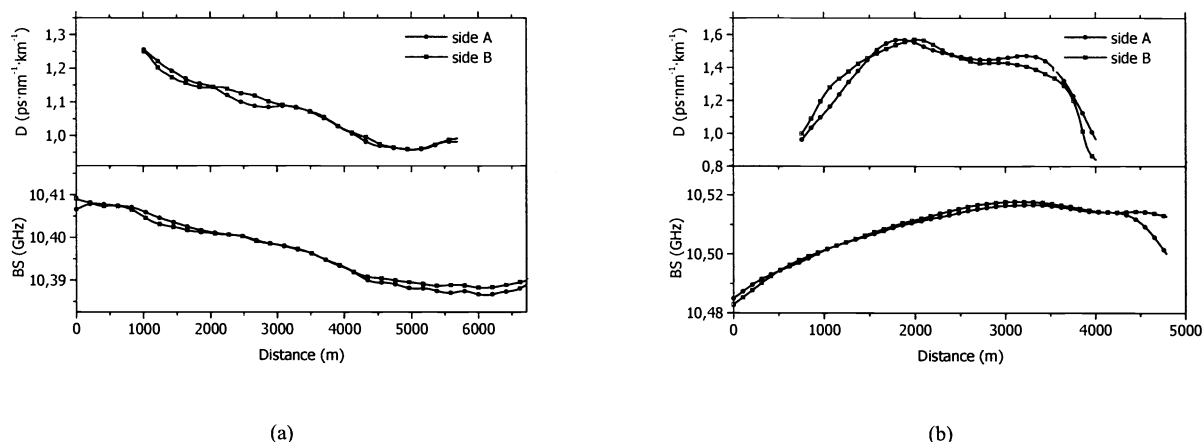 1,3
1,2
1,1
1,0
D (ps·nm⁻¹·km⁻¹)
side A
side B
10,41
10,40
10,39
BS (GHz)
0 1000 2000 3000 4000 5000 6000
Distance (m)
(a)
1,6
1,4
1,2
1,0
0,8
D (ps·nm⁻¹·km⁻¹)
side A
side B
10,52
10,50
10,48
BS (GHz)
0 1000 2000 3000 4000 5000
Distance (m)
(b)